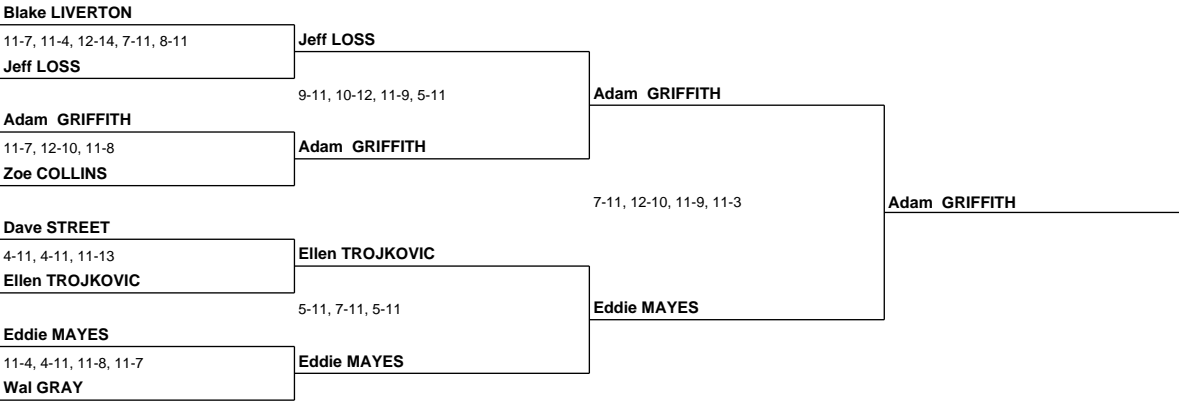 Blake LIVERTON
11-7, 11-4, 12-14, 7-11, 8-11
Jeff LOSS
Jeff LOSS
9-11, 10-12, 11-9, 5-11
Adam GRIFFITH
Adam GRIFFITH
11-7, 12-10, 11-8
Adam GRIFFITH
Zoe COLLINS
7-11, 12-10, 11-9, 11-3
Adam GRIFFITH
Dave STREET
4-11, 4-11, 11-13
Ellen TROJKOVIC
Ellen TROJKOVIC
5-11, 7-11, 5-11
Eddie MAYES
Eddie MAYES
11-4, 4-11, 11-8, 11-7
Eddie MAYES
Wal GRAY